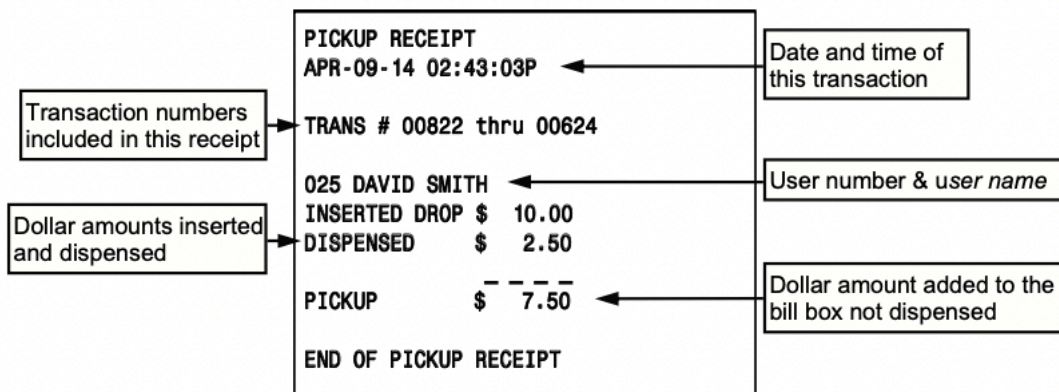 PICKUP RECEIPT
APR-09-14 02:43:03P
Date and time of
this transaction
Transaction numbers
included in this receipt
TRANS # 00822 thru 00624
025 DAVID SMITH
User number & user name
Dollar amounts inserted
and dispensed
INSERTED DROP $ 10.00
DISPENSED $ 2.50
- - - - -
PICKUP $ 7.50
Dollar amount added to the
bill box not dispensed
END OF PICKUP RECEIPT